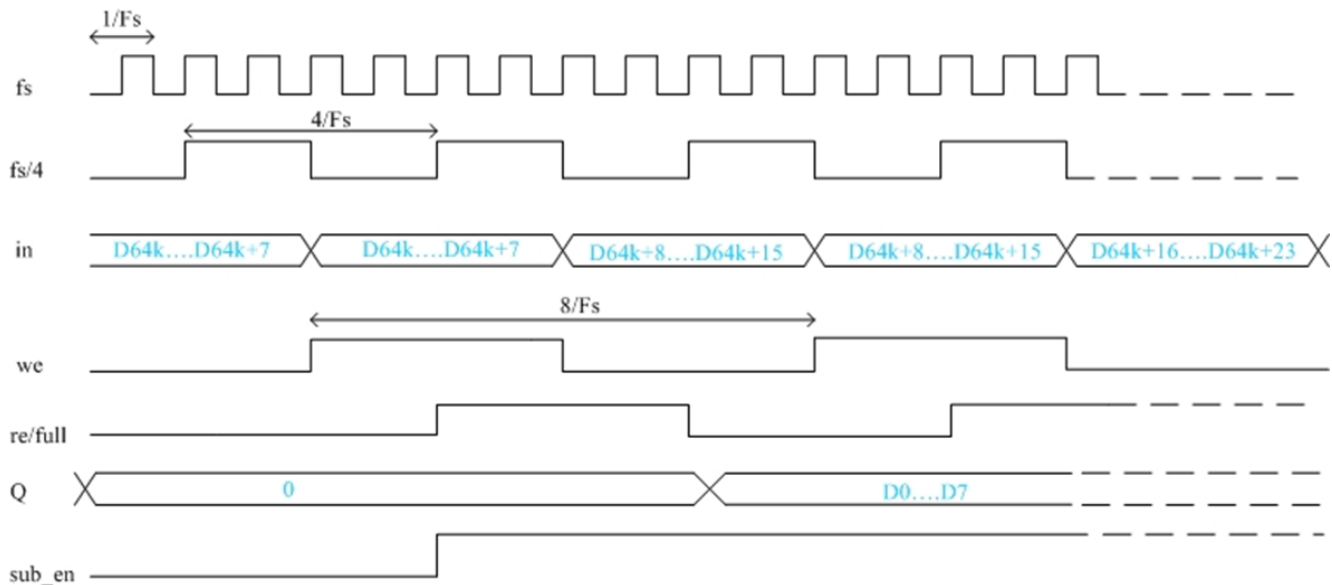 1/Fs
fs
4/Fs
fs/4
in D64k....D64k+7 D64k....D64k+7 D64k+8....D64k+15 D64k+8....D64k+15 D64k+16....D64k+23
8/Fs
we
re/full
Q 0 D0....D7
sub_en